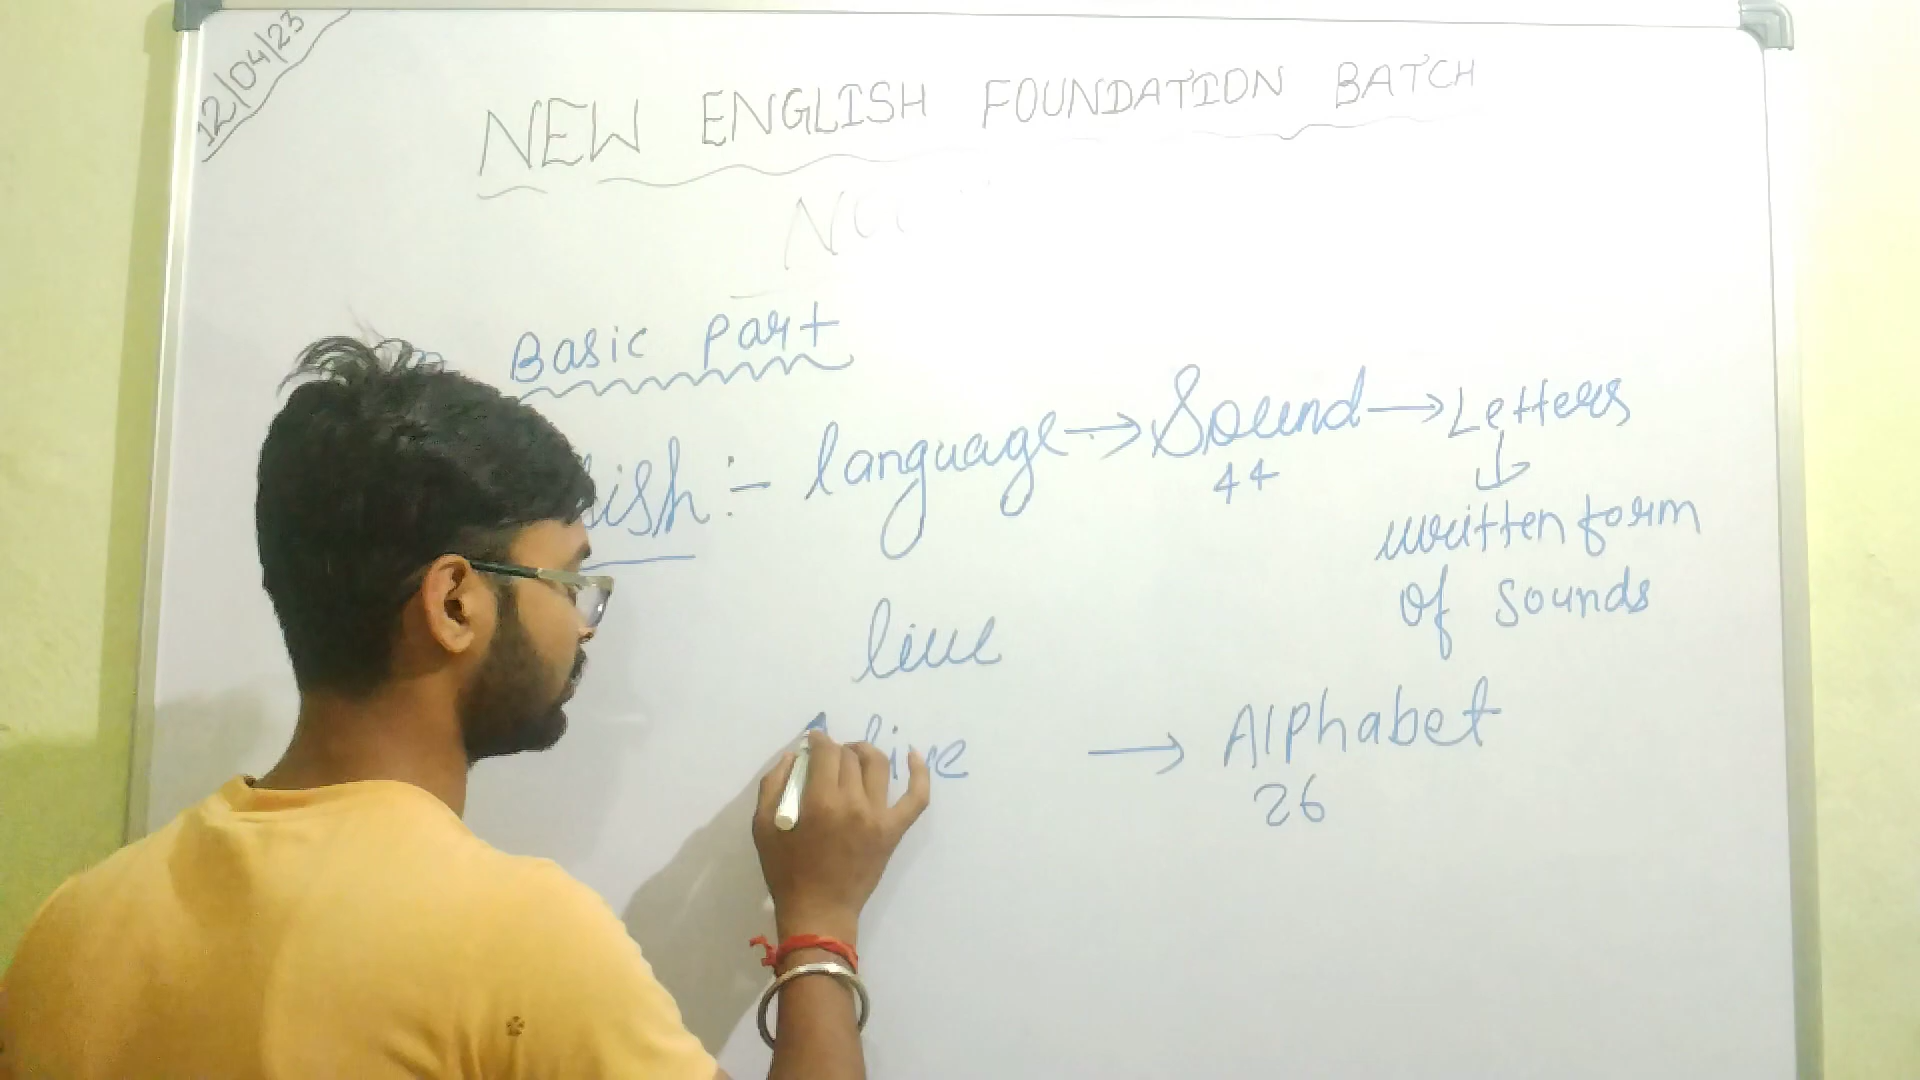 12/04/23
NEW ENGLISH FOUNDATION BATCH
Basic Part
:- language → Sound → Letters
44
↓
written form
of sounds
live
live → Alphabet
26